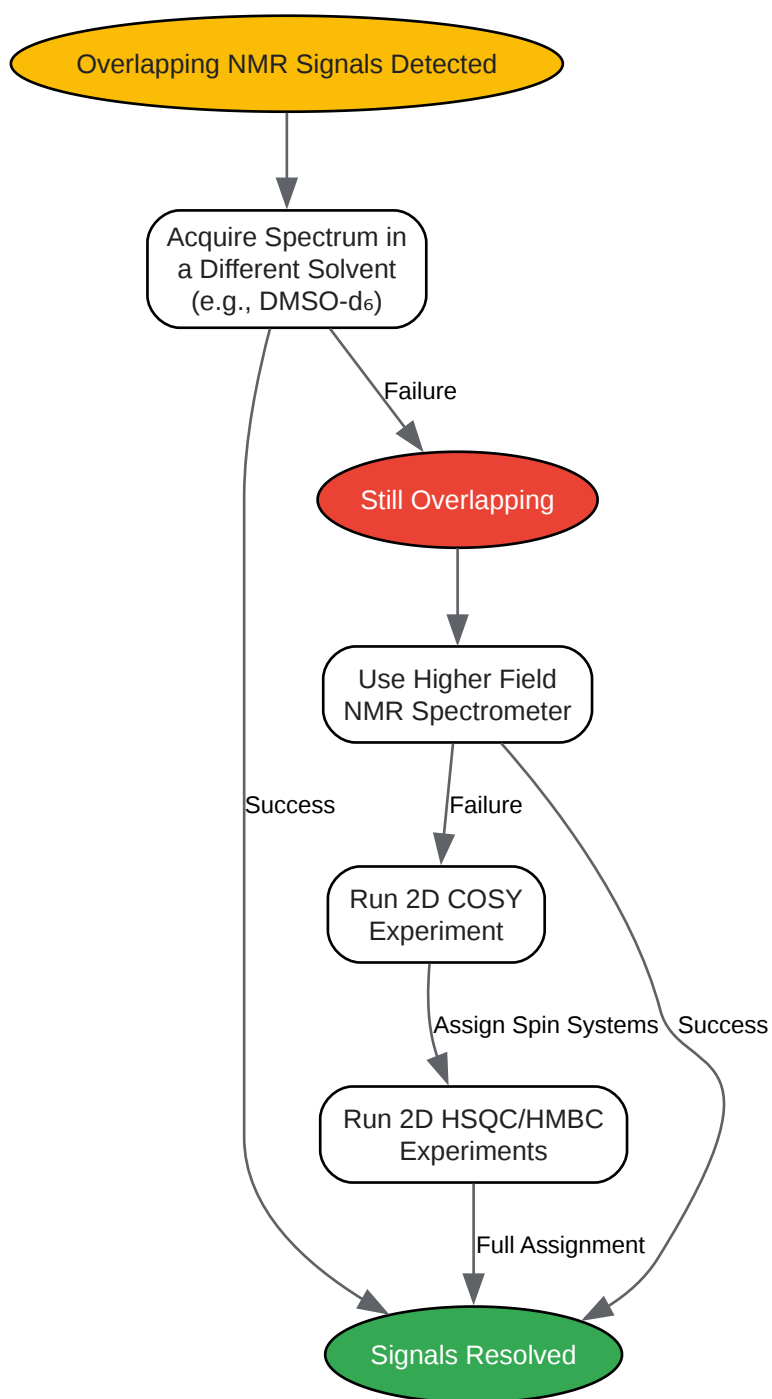 Overlapping NMR Signals Detected
Acquire Spectrum in
a Different Solvent
(e.g., DMSO-d₆)
Failure
Still Overlapping
Use Higher Field
NMR Spectrometer
Success
Failure
Run 2D COSY
Experiment
Assign Spin Systems
Success
Run 2D HSQC/HMBC
Experiments
Full Assignment
Signals Resolved